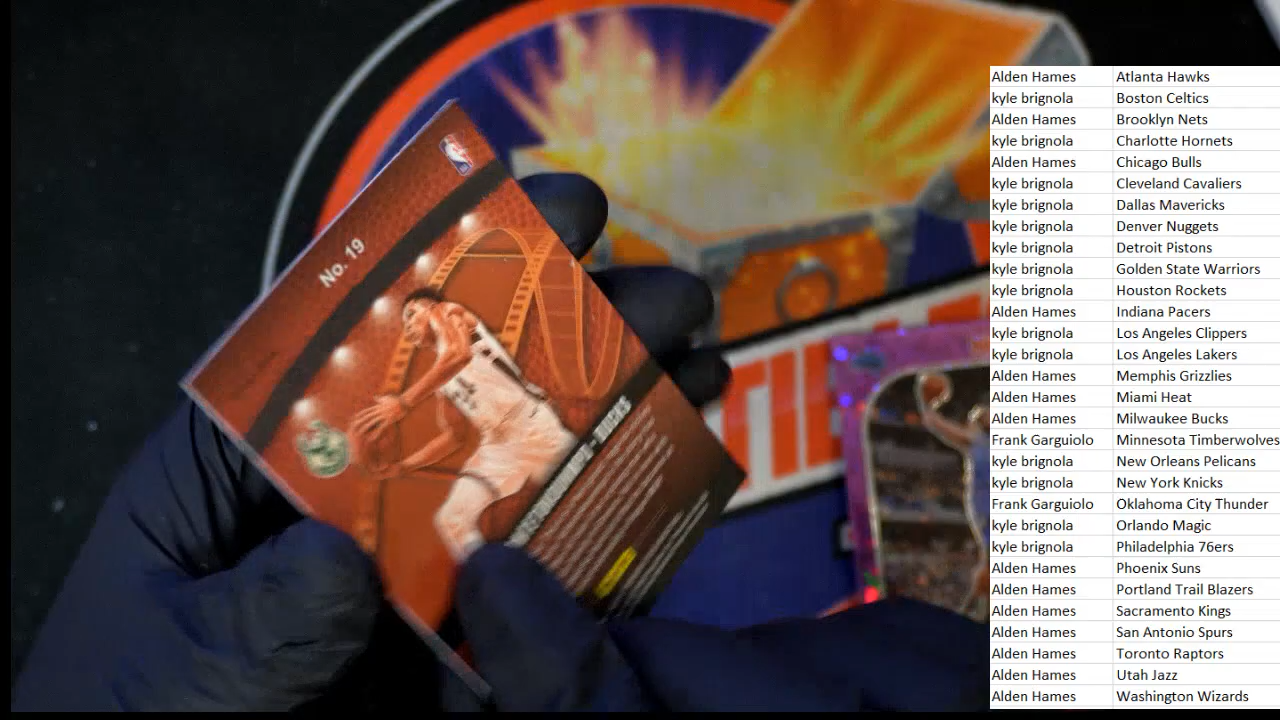 No. 19
BUCKS
Alden Hames Atlanta Hawks
kyle brignola Boston Celtics
Alden Hames Brooklyn Nets
kyle brignola Charlotte Hornets
Alden Hames Chicago Bulls
kyle brignola Cleveland Cavaliers
kyle brignola Dallas Mavericks
kyle brignola Denver Nuggets
kyle brignola Detroit Pistons
kyle brignola Golden State Warriors
kyle brignola Houston Rockets
Alden Hames Indiana Pacers
kyle brignola Los Angeles Clippers
kyle brignola Los Angeles Lakers
Alden Hames Memphis Grizzlies
Alden Hames Miami Heat
Alden Hames Milwaukee Bucks
Frank Garguiolo Minnesota Timberwolves
kyle brignola New Orleans Pelicans
kyle brignola New York Knicks
Frank Garguiolo Oklahoma City Thunder
kyle brignola Orlando Magic
kyle brignola Philadelphia 76ers
Alden Hames Phoenix Suns
Alden Hames Portland Trail Blazers
Alden Hames Sacramento Kings
Alden Hames San Antonio Spurs
Alden Hames Toronto Raptors
Alden Hames Utah Jazz
Alden Hames Washington Wizards